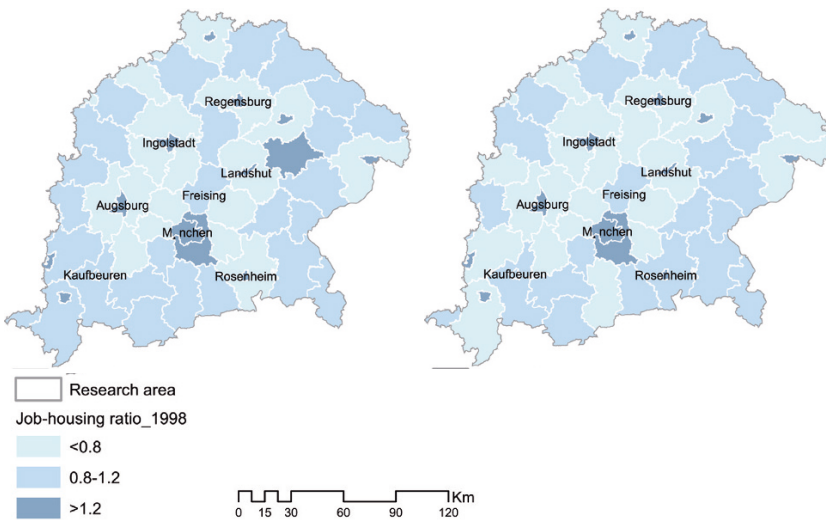 Regensburg
Ingolstadt
Landshut
Freising
Augsburg
M,nchen
Kaufbeuren
Rosenheim
Regensburg
Ingolstadt
Landshut
Freising
Augsburg
M,nchen
Kaufbeuren
Rosenheim
Research area
Job-housing ratio_1998
<0.8
0.8-1.2
>1.2
Km
0 15 30 60 90 120